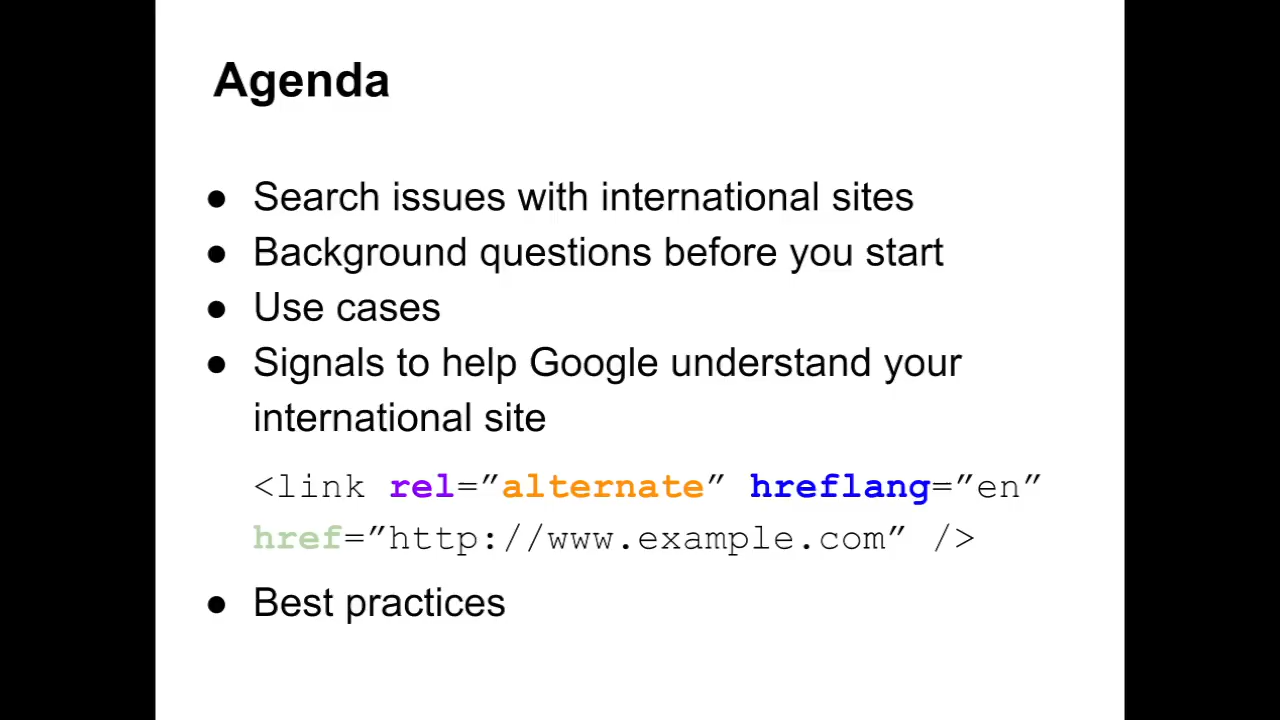 Agenda
● Search issues with international sites
● Background questions before you start
● Use cases
● Signals to help Google understand your
international site
<link rel=”alternate” hreflang=”en”
href=”http://www.example.com” />
● Best practices